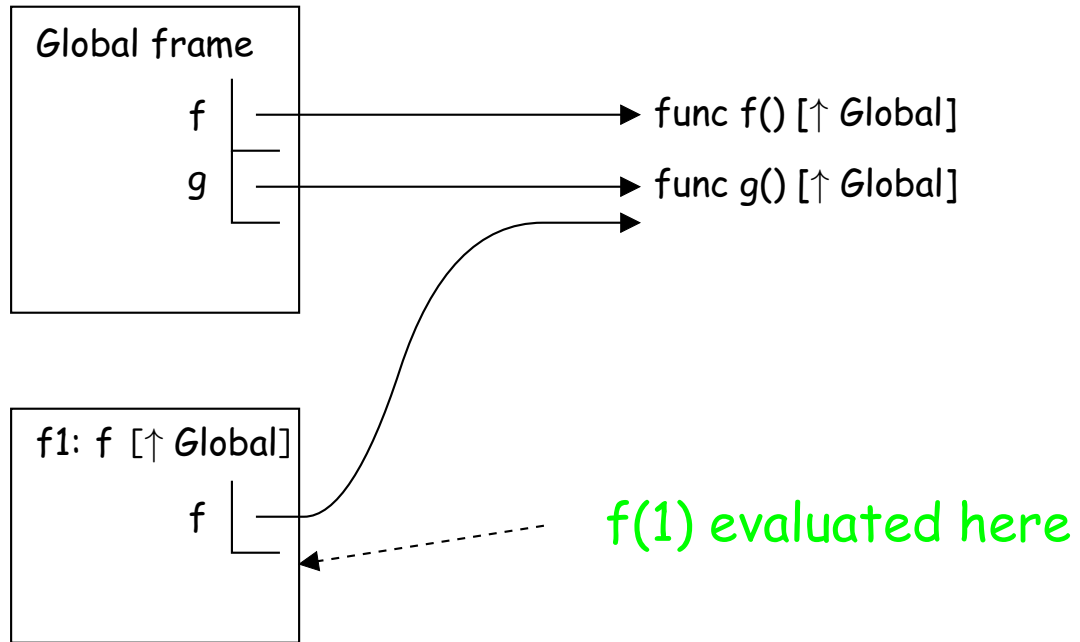 Global frame
f
func f() [↑ Global]
g
func g() [↑ Global]
f1: f [↑ Global]
f
f(1) evaluated here